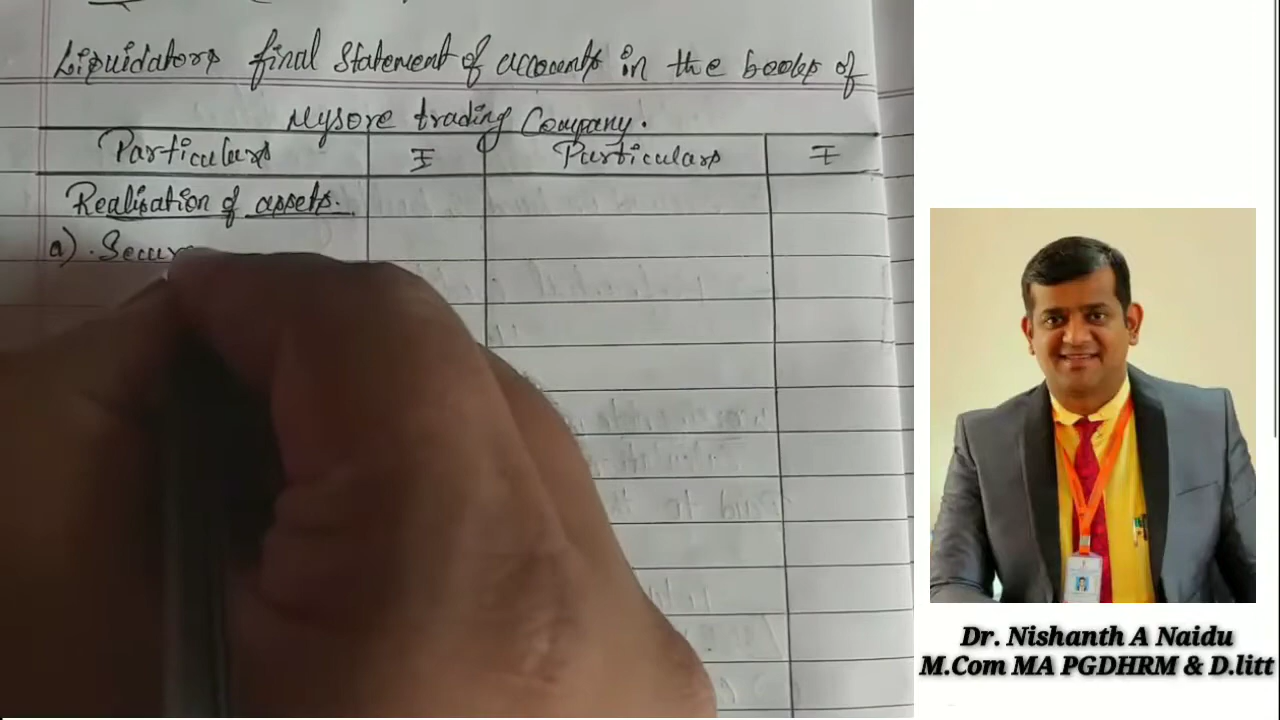 Liquidators final statement of accounts in the books of
Mysore trading Company.
Particulars ₹ Particulars ₹
Realisation of assets.
a). Secur
Dr. Nishanth A Naidu
M.Com MA PGDHRM & D.litt